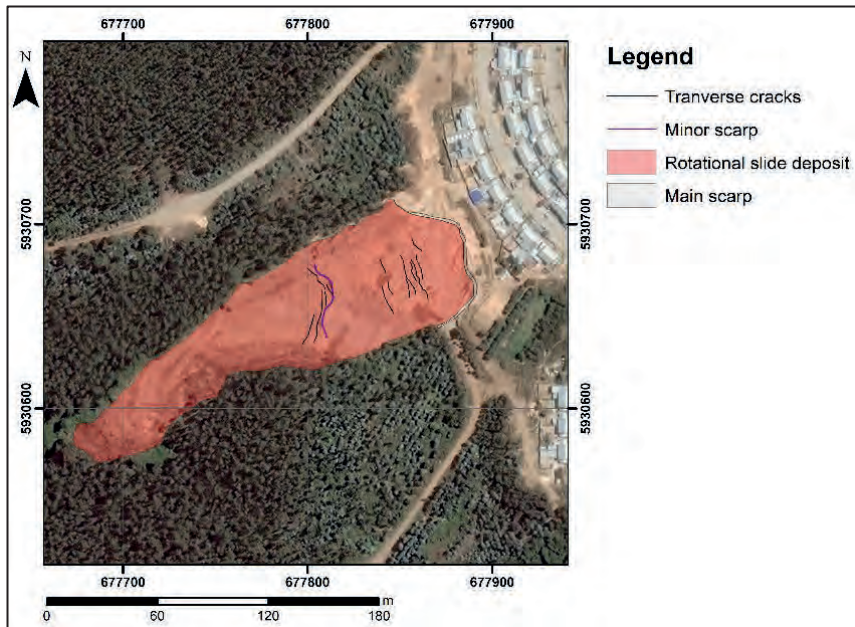 677700 677800 677900
N
Legend
Tranverse cracks
Minor scarp
Rotational slide deposit
Main scarp
5930700 5930700
5930600 5930600
677700 677800 677900
m
0 60 120 180